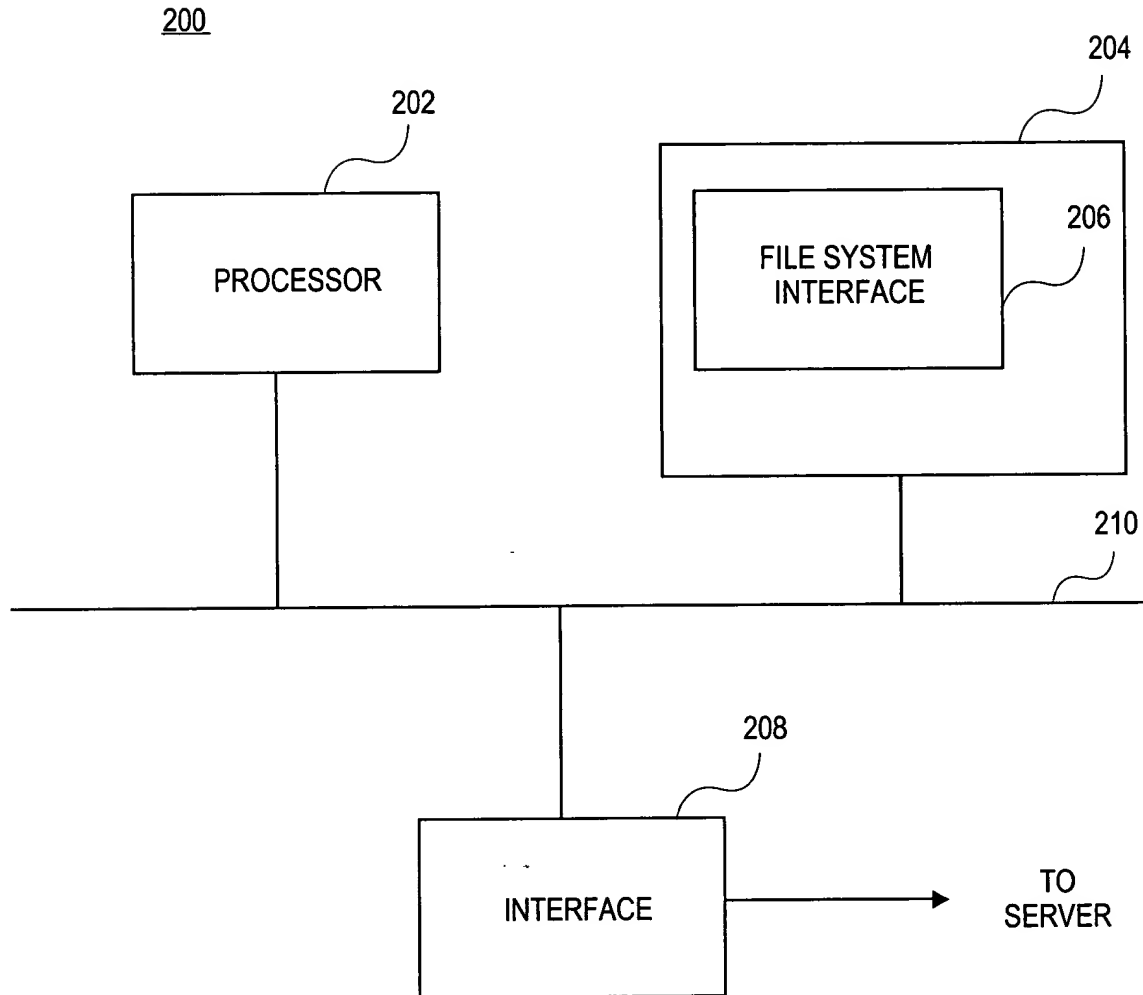 200
204
202
206
PROCESSOR
FILE SYSTEM
INTERFACE
210
208
INTERFACE
TO
SERVER